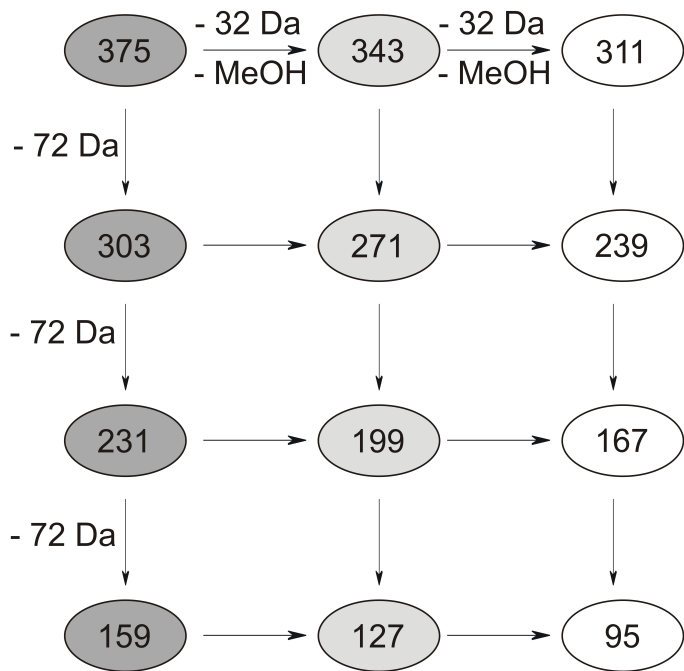 - 32 Da - 32 Da
375 343 311
- MeOH - MeOH
- 72 Da
303 271 239
- 72 Da
231 199 167
- 72 Da
159 127 95